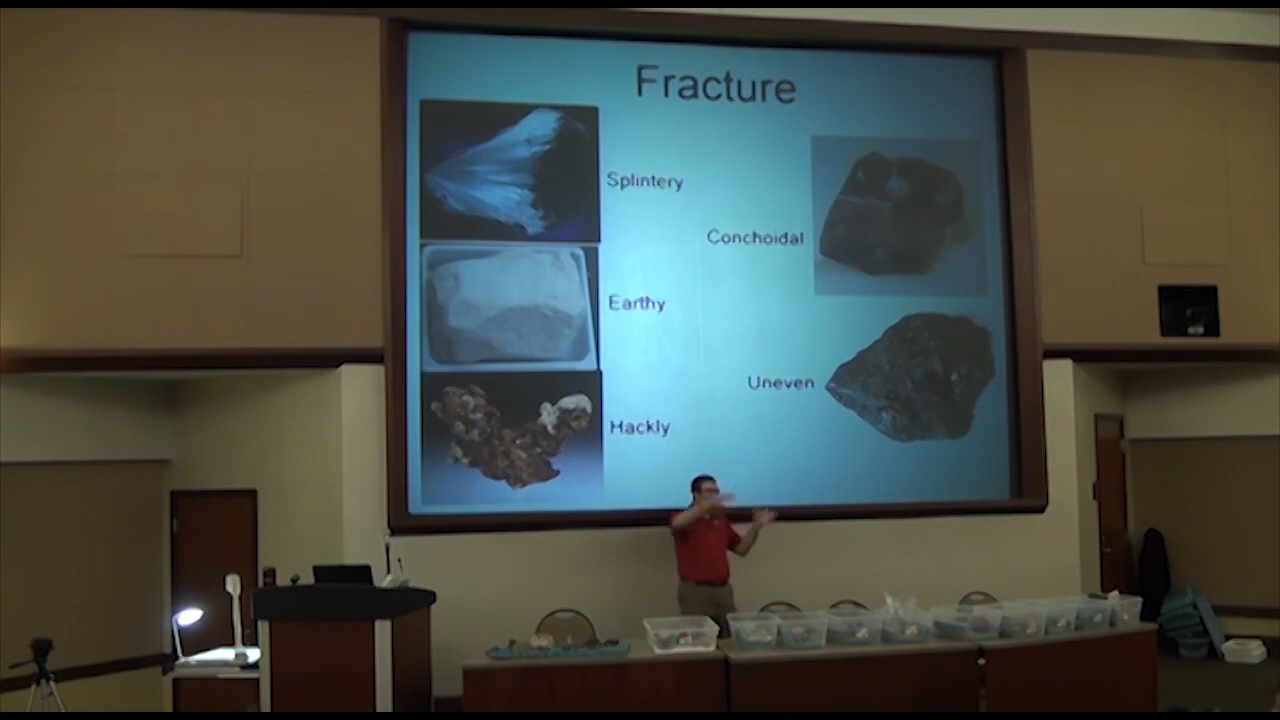 Fracture
Splintery
Conchoidal
Earthy
Uneven
Hackly